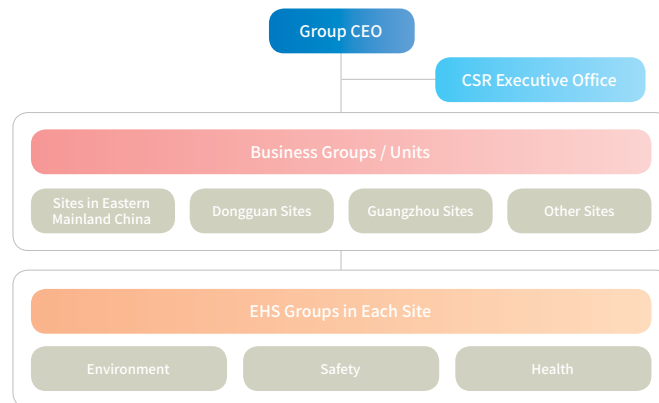 Group CEO
CSR Executive Office
Business Groups / Units
Sites in Eastern
Mainland China
Dongguan Sites
Guangzhou Sites
Other Sites
EHS Groups in Each Site
Environment
Safety
Health